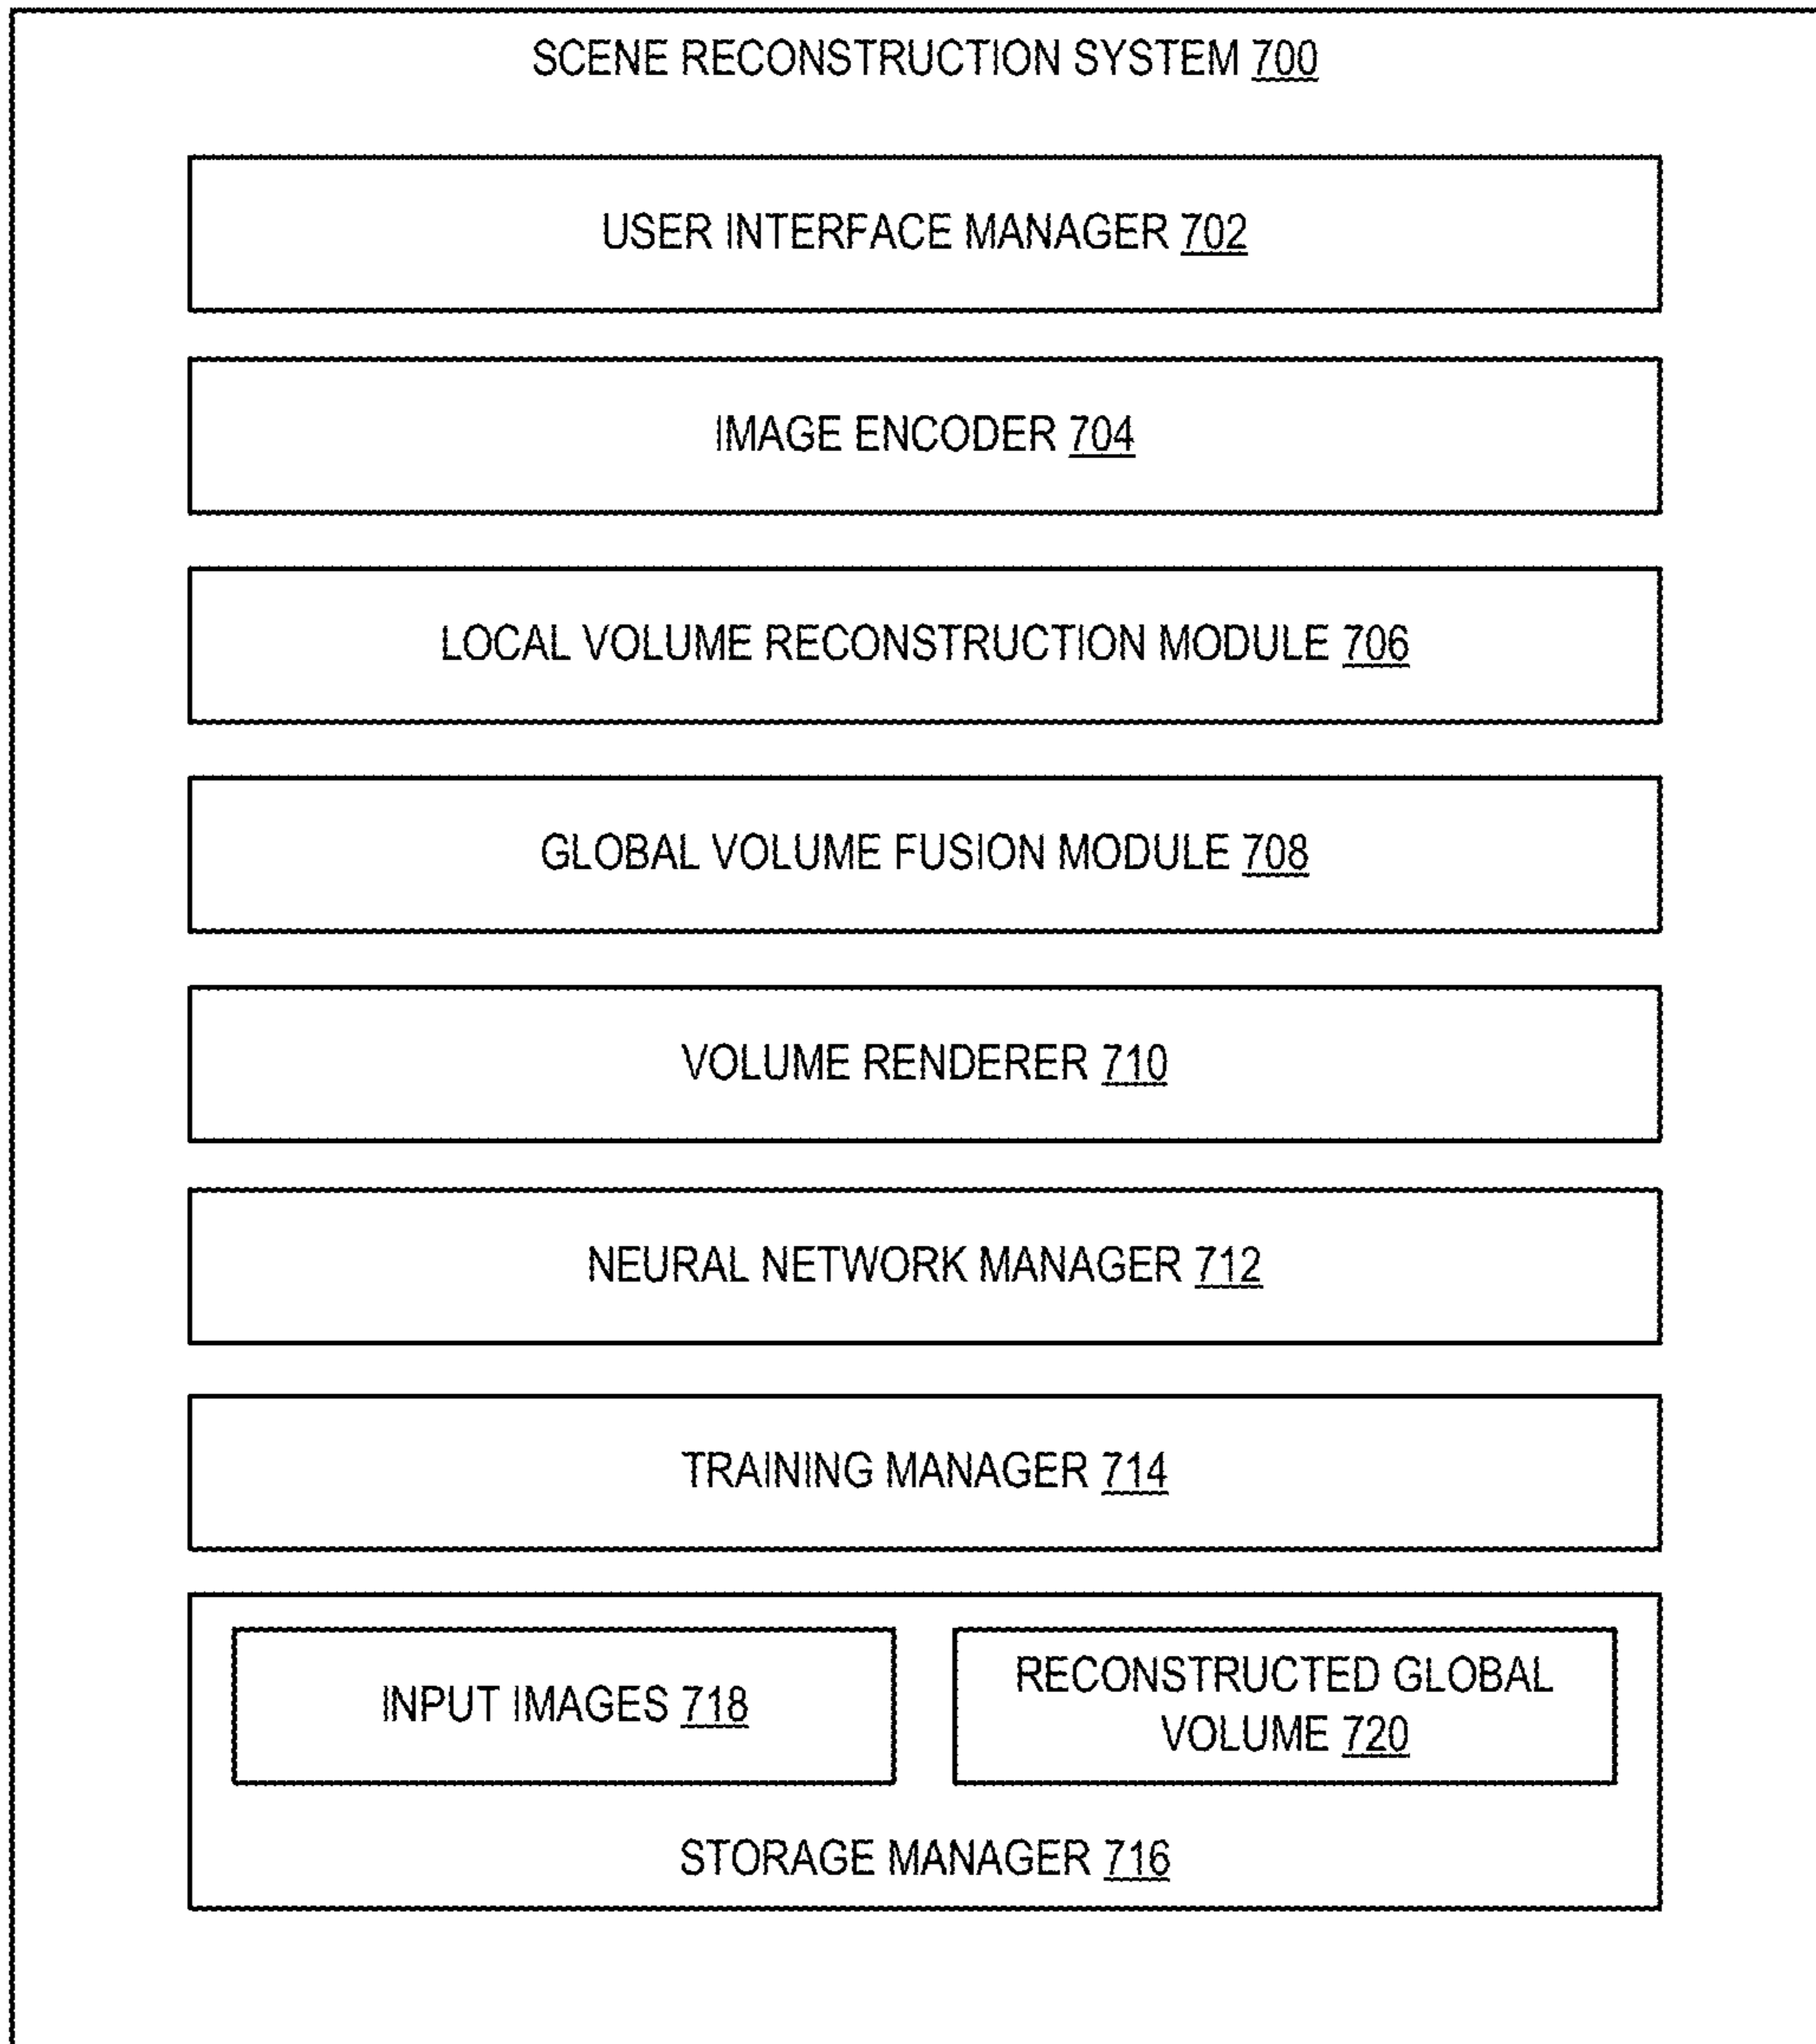 SCENE RECONSTRUCTION SYSTEM 700
USER INTERFACE MANAGER 702
IMAGE ENCODER 704
LOCAL VOLUME RECONSTRUCTION MODULE 706
GLOBAL VOLUME FUSION MODULE 708
VOLUME RENDERER 710
NEURAL NETWORK MANAGER 712
TRAINING MANAGER 714
INPUT IMAGES 718
RECONSTRUCTED GLOBAL
VOLUME 720
STORAGE MANAGER 716